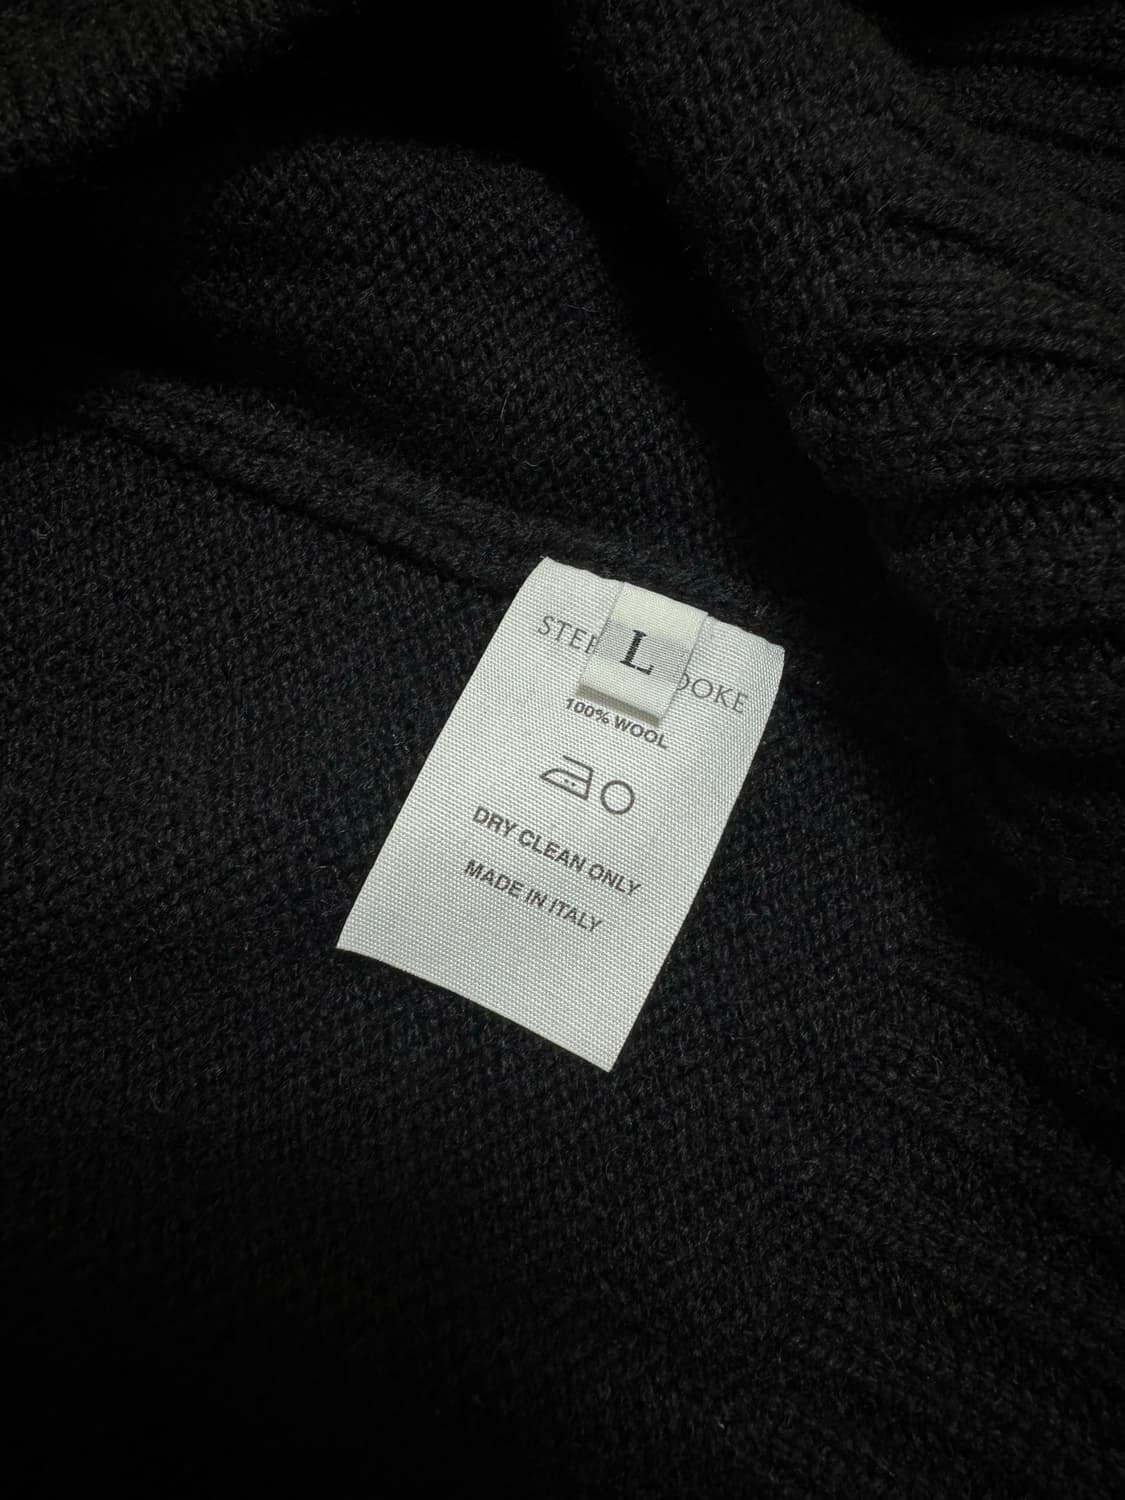 L
100% WOOL
DRY CLEAN ONLY
MADE IN ITALY